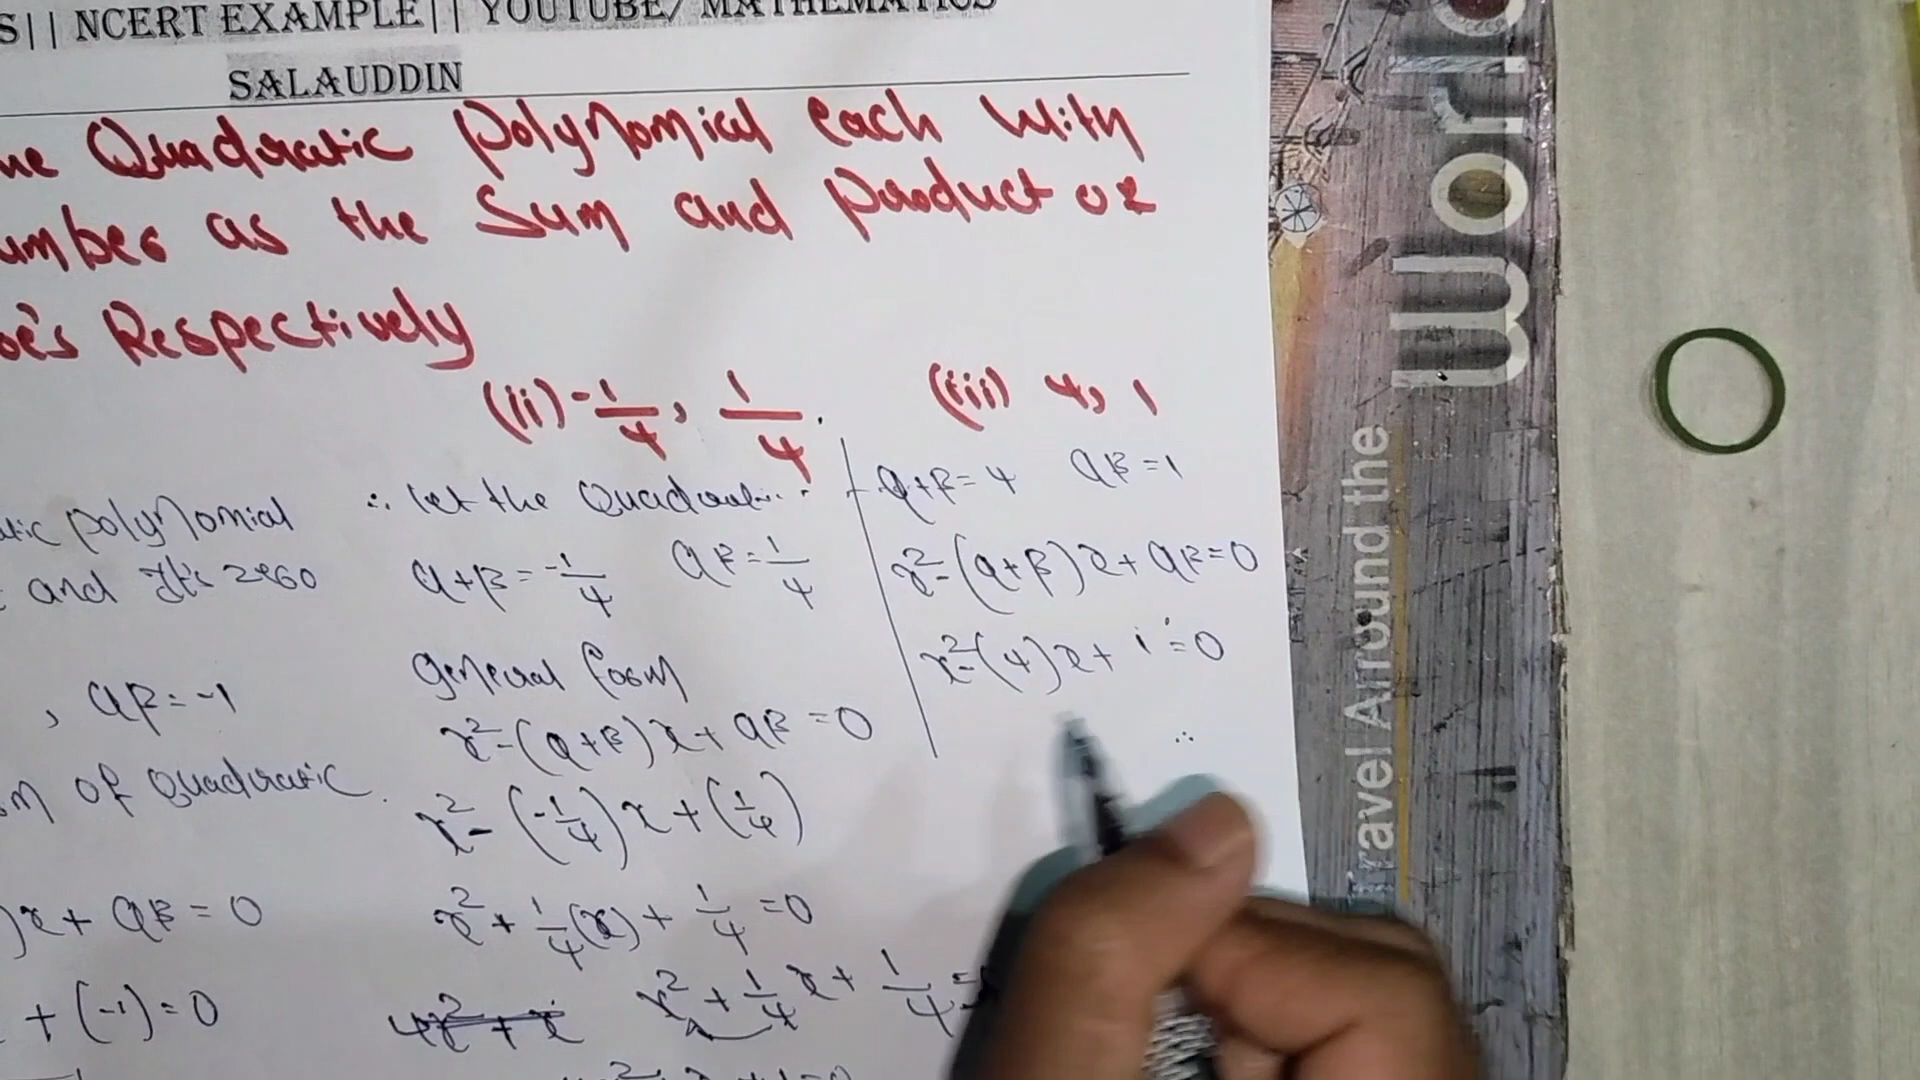 S|| NCERT EXAMPLE|| YOUTUBE/ MATHEMATICS
SALAUDDIN
Quadratic polynomial each with
as the Sum and product of
Respectively
(ii) -1/4, 1/4.
(iii) 4, 1
polynomial
and It's zero
, αβ = -1
of Quadratic.
)x + αβ = 0
+ (-1) = 0
∴ let the Quadratic
α+β = -1/4 αβ = 1/4
general form
x² - (α+β)x + αβ = 0
x² - (-1/4)x + (1/4)
x² + 1/4(x) + 1/4 = 0
x² + 1/4 x + 1/4 =
α+β = 4 αβ = 1
x² - (α+β)x + αβ = 0
x² - (4)x + 1 = 0
∴
World
Travel Arround the